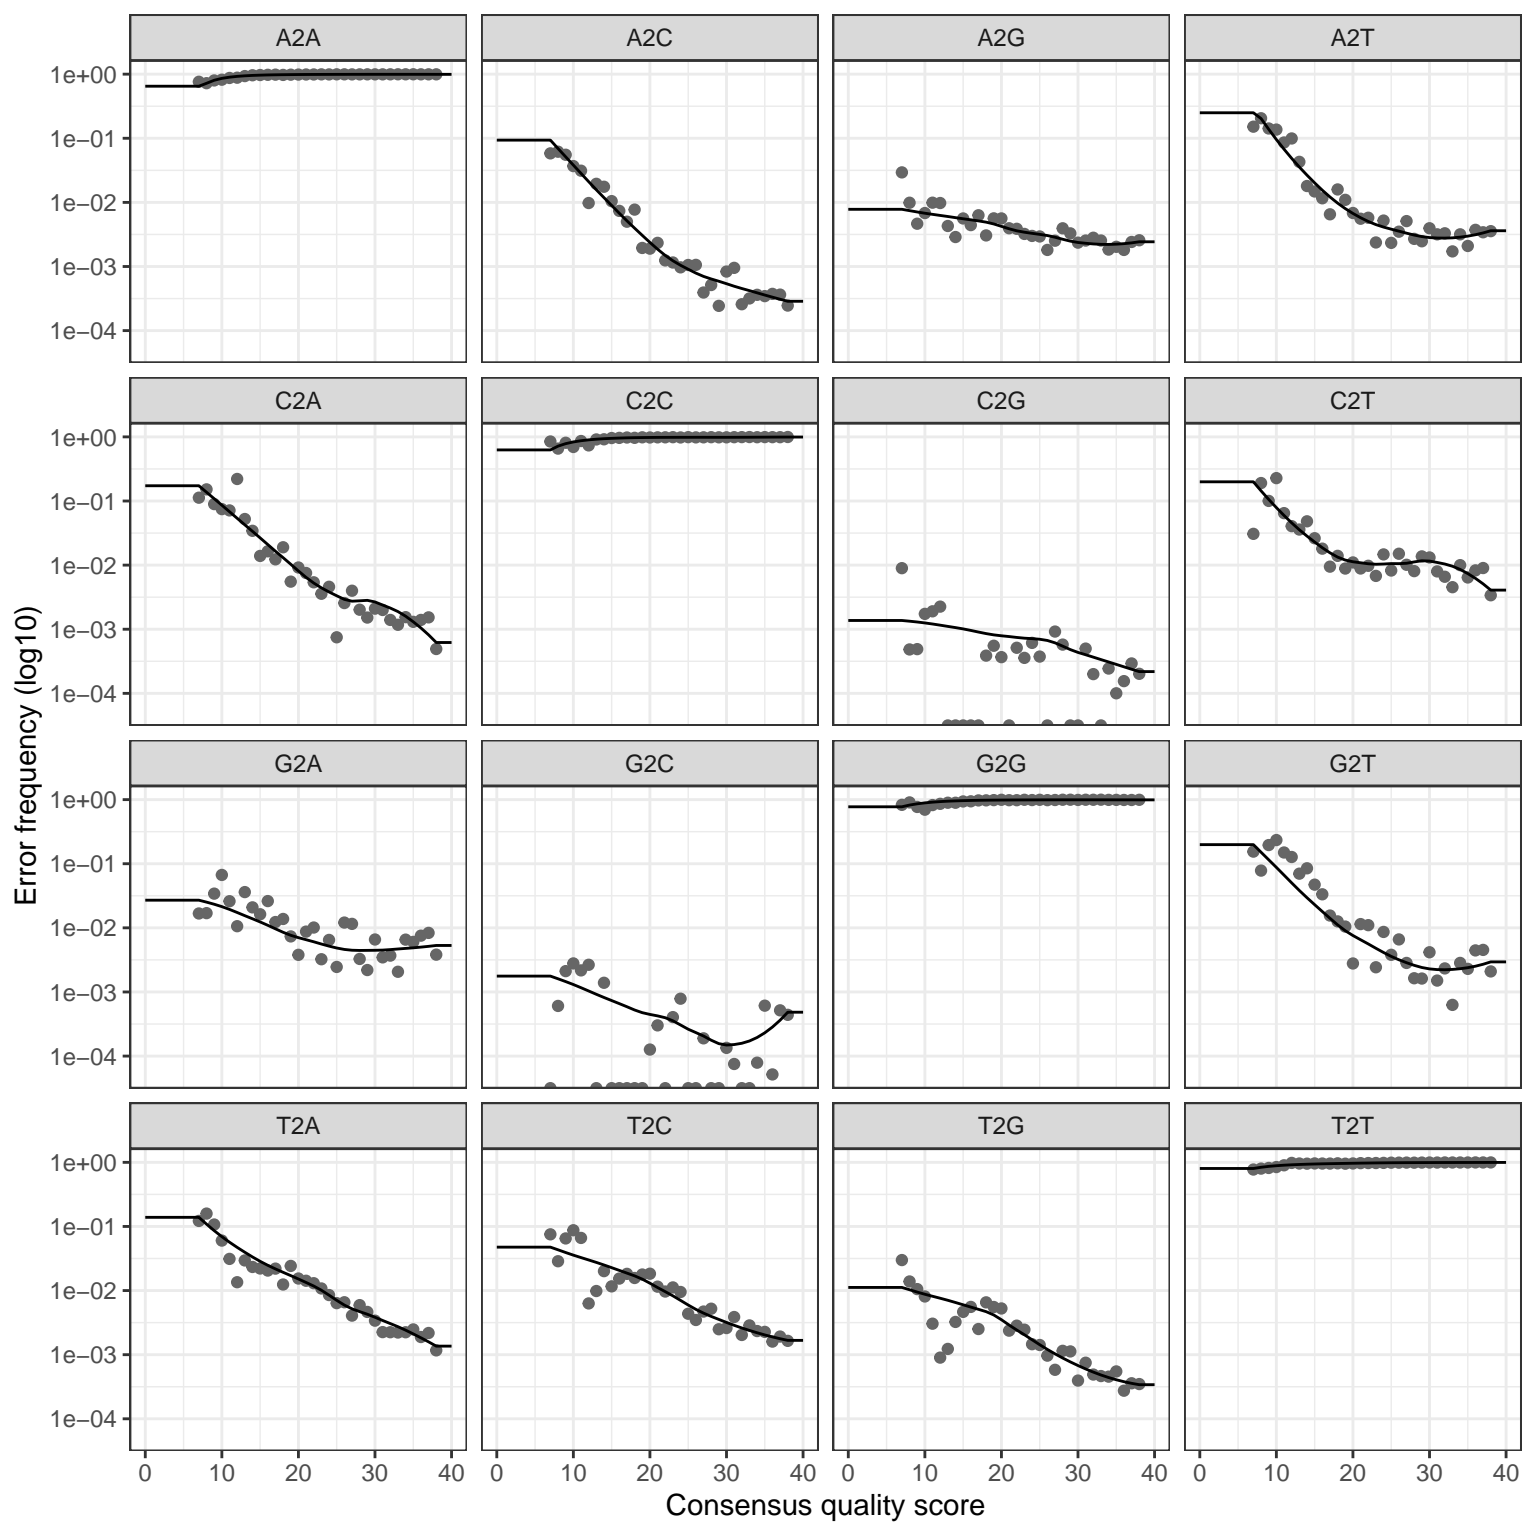 A2A A2C A2G A2T
1e+00
1e−01
1e−02
1e−03
1e−04
C2A C2C C2G C2T
1e+00
1e−01
1e−02
1e−03
1e−04
G2A G2C G2G G2T
1e+00
1e−01
1e−02
1e−03
1e−04
T2A T2C T2G T2T
1e+00
1e−01
1e−02
1e−03
1e−04
0 10 20 30 40 0 10 20 30 40 0 10 20 30 40 0 10 20 30 40
Consensus quality score
Error frequency (log10)